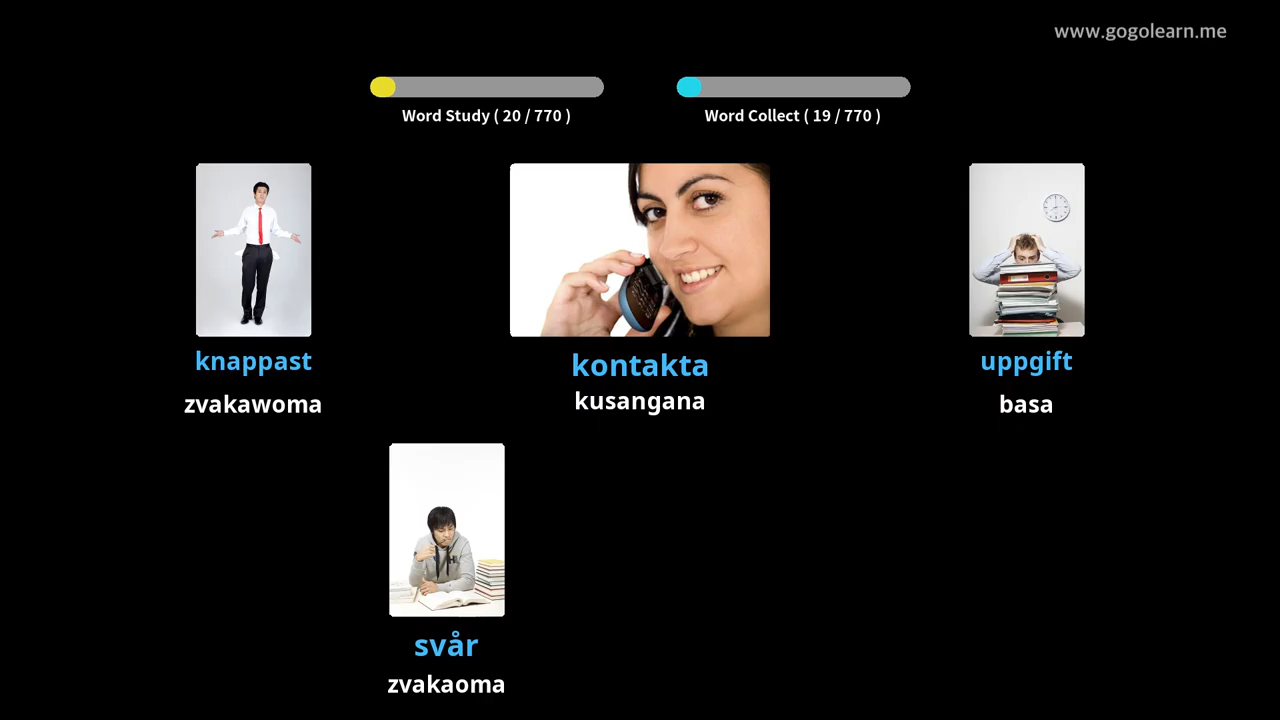 www.gogolearn.me
Word Study ( 20 / 770 )
Word Collect ( 19 / 770 )
knappast
kontakta
uppgift
zvakawoma
kusangana
basa
svår
zvakaoma